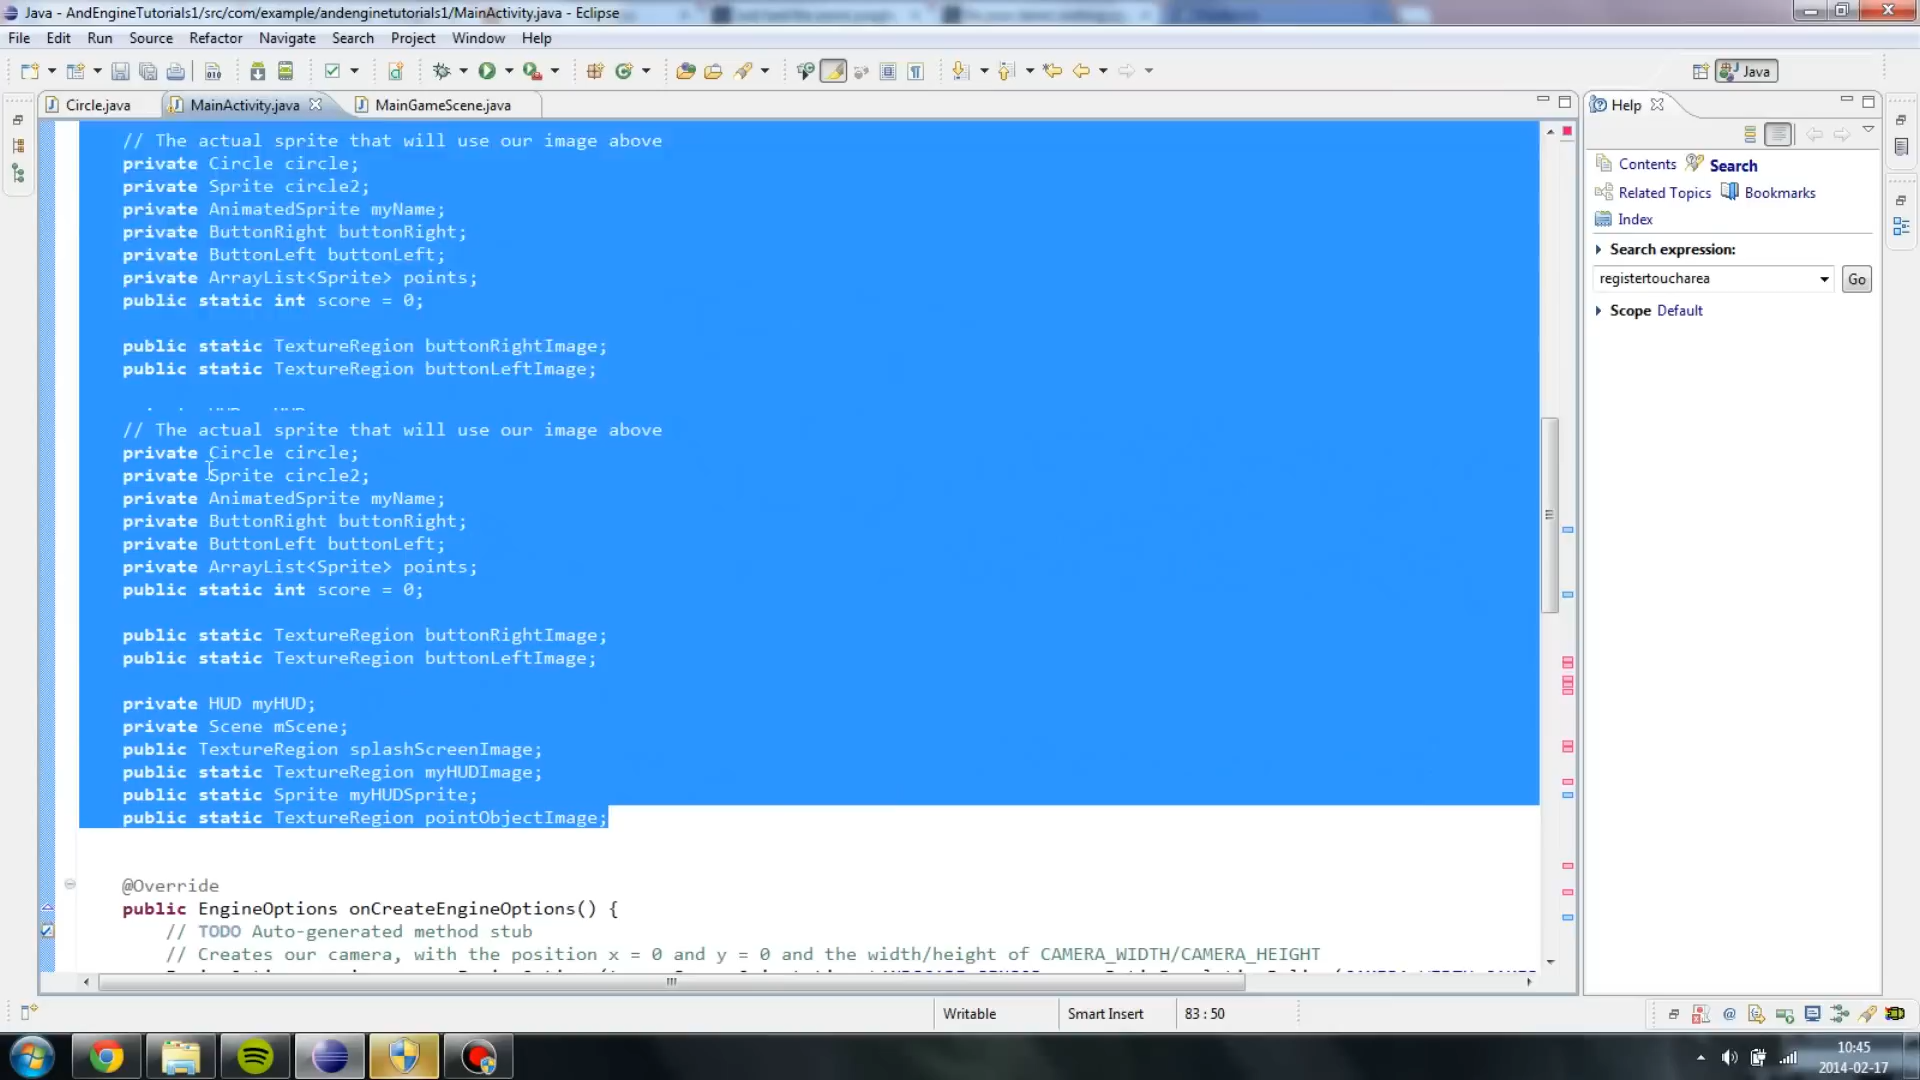 Java - AndEngineTutorials1/src/com/example/andenginetutorials1/MainActivity.java - Eclipse
File Edit Run Source Refactor Navigate Search Project Window Help
Java
Circle.java MainActivity.java MainGameScene.java
Help
// The actual sprite that will use our image above
private Circle circle;
private Sprite circle2;
private AnimatedSprite myName;
private ButtonRight buttonRight;
private ButtonLeft buttonLeft;
private ArrayList<Sprite> points;
public static int score = 0;
public static TextureRegion buttonRightImage;
public static TextureRegion buttonLeftImage;
// The actual sprite that will use our image above
private Circle circle;
private Sprite circle2;
private AnimatedSprite myName;
private ButtonRight buttonRight;
private ButtonLeft buttonLeft;
private ArrayList<Sprite> points;
public static int score = 0;
public static TextureRegion buttonRightImage;
public static TextureRegion buttonLeftImage;
private HUD myHUD;
private Scene mScene;
public TextureRegion splashScreenImage;
public static TextureRegion myHUDImage;
public static Sprite myHUDSprite;
public static TextureRegion pointObjectImage;
@Override
public EngineOptions onCreateEngineOptions() {
// TODO Auto-generated method stub
// Creates our camera, with the position x = 0 and y = 0 and the width/height of CAMERA_WIDTH/CAMERA_HEIGHT
Contents Search
Related Topics Bookmarks
Index
Search expression:
registertoucharea Go
Scope Default
Writable Smart Insert 83 : 50
10:45
2014-02-17